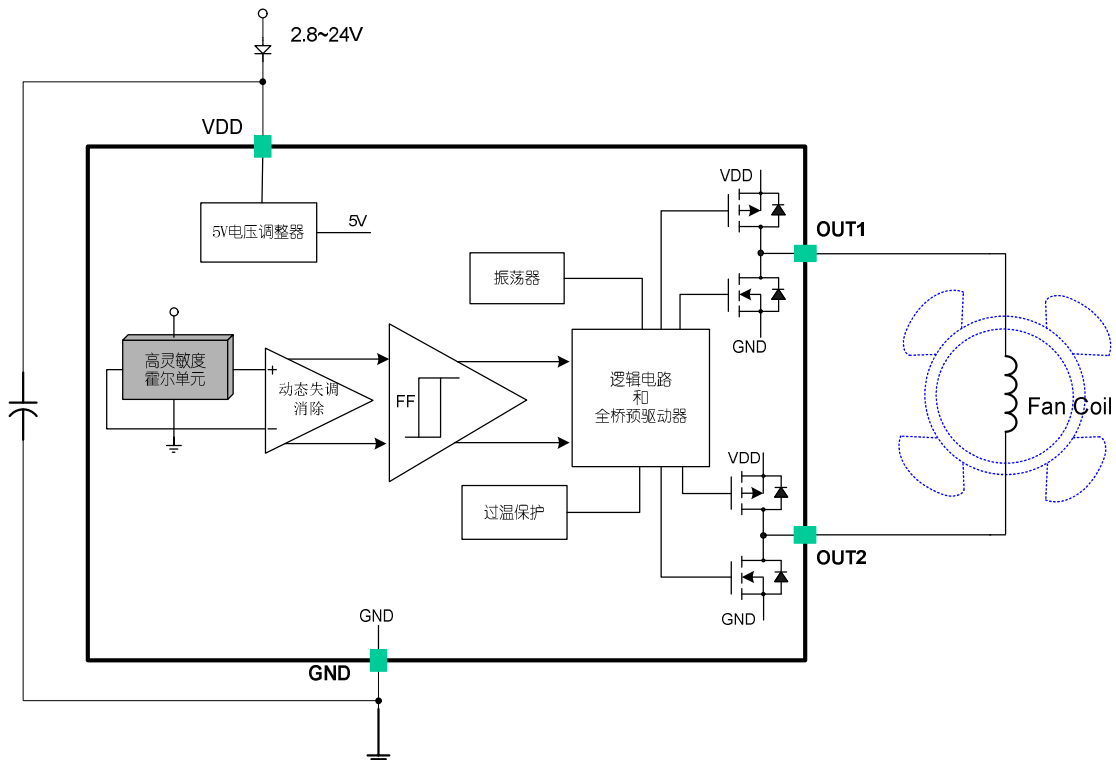 2.8~24V
VDD
5V电压调整器
5V
VDD
OUT1
GND
振荡器
高灵敏度
霍尔单元
+
−
动态失调
消除
FF
逻辑电路
和
全桥预驱动器
Fan Coil
过温保护
VDD
OUT2
GND
GND
GND